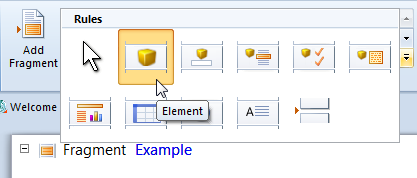 Rules
Add
Fragment
Element
Welcome
Fragment Example